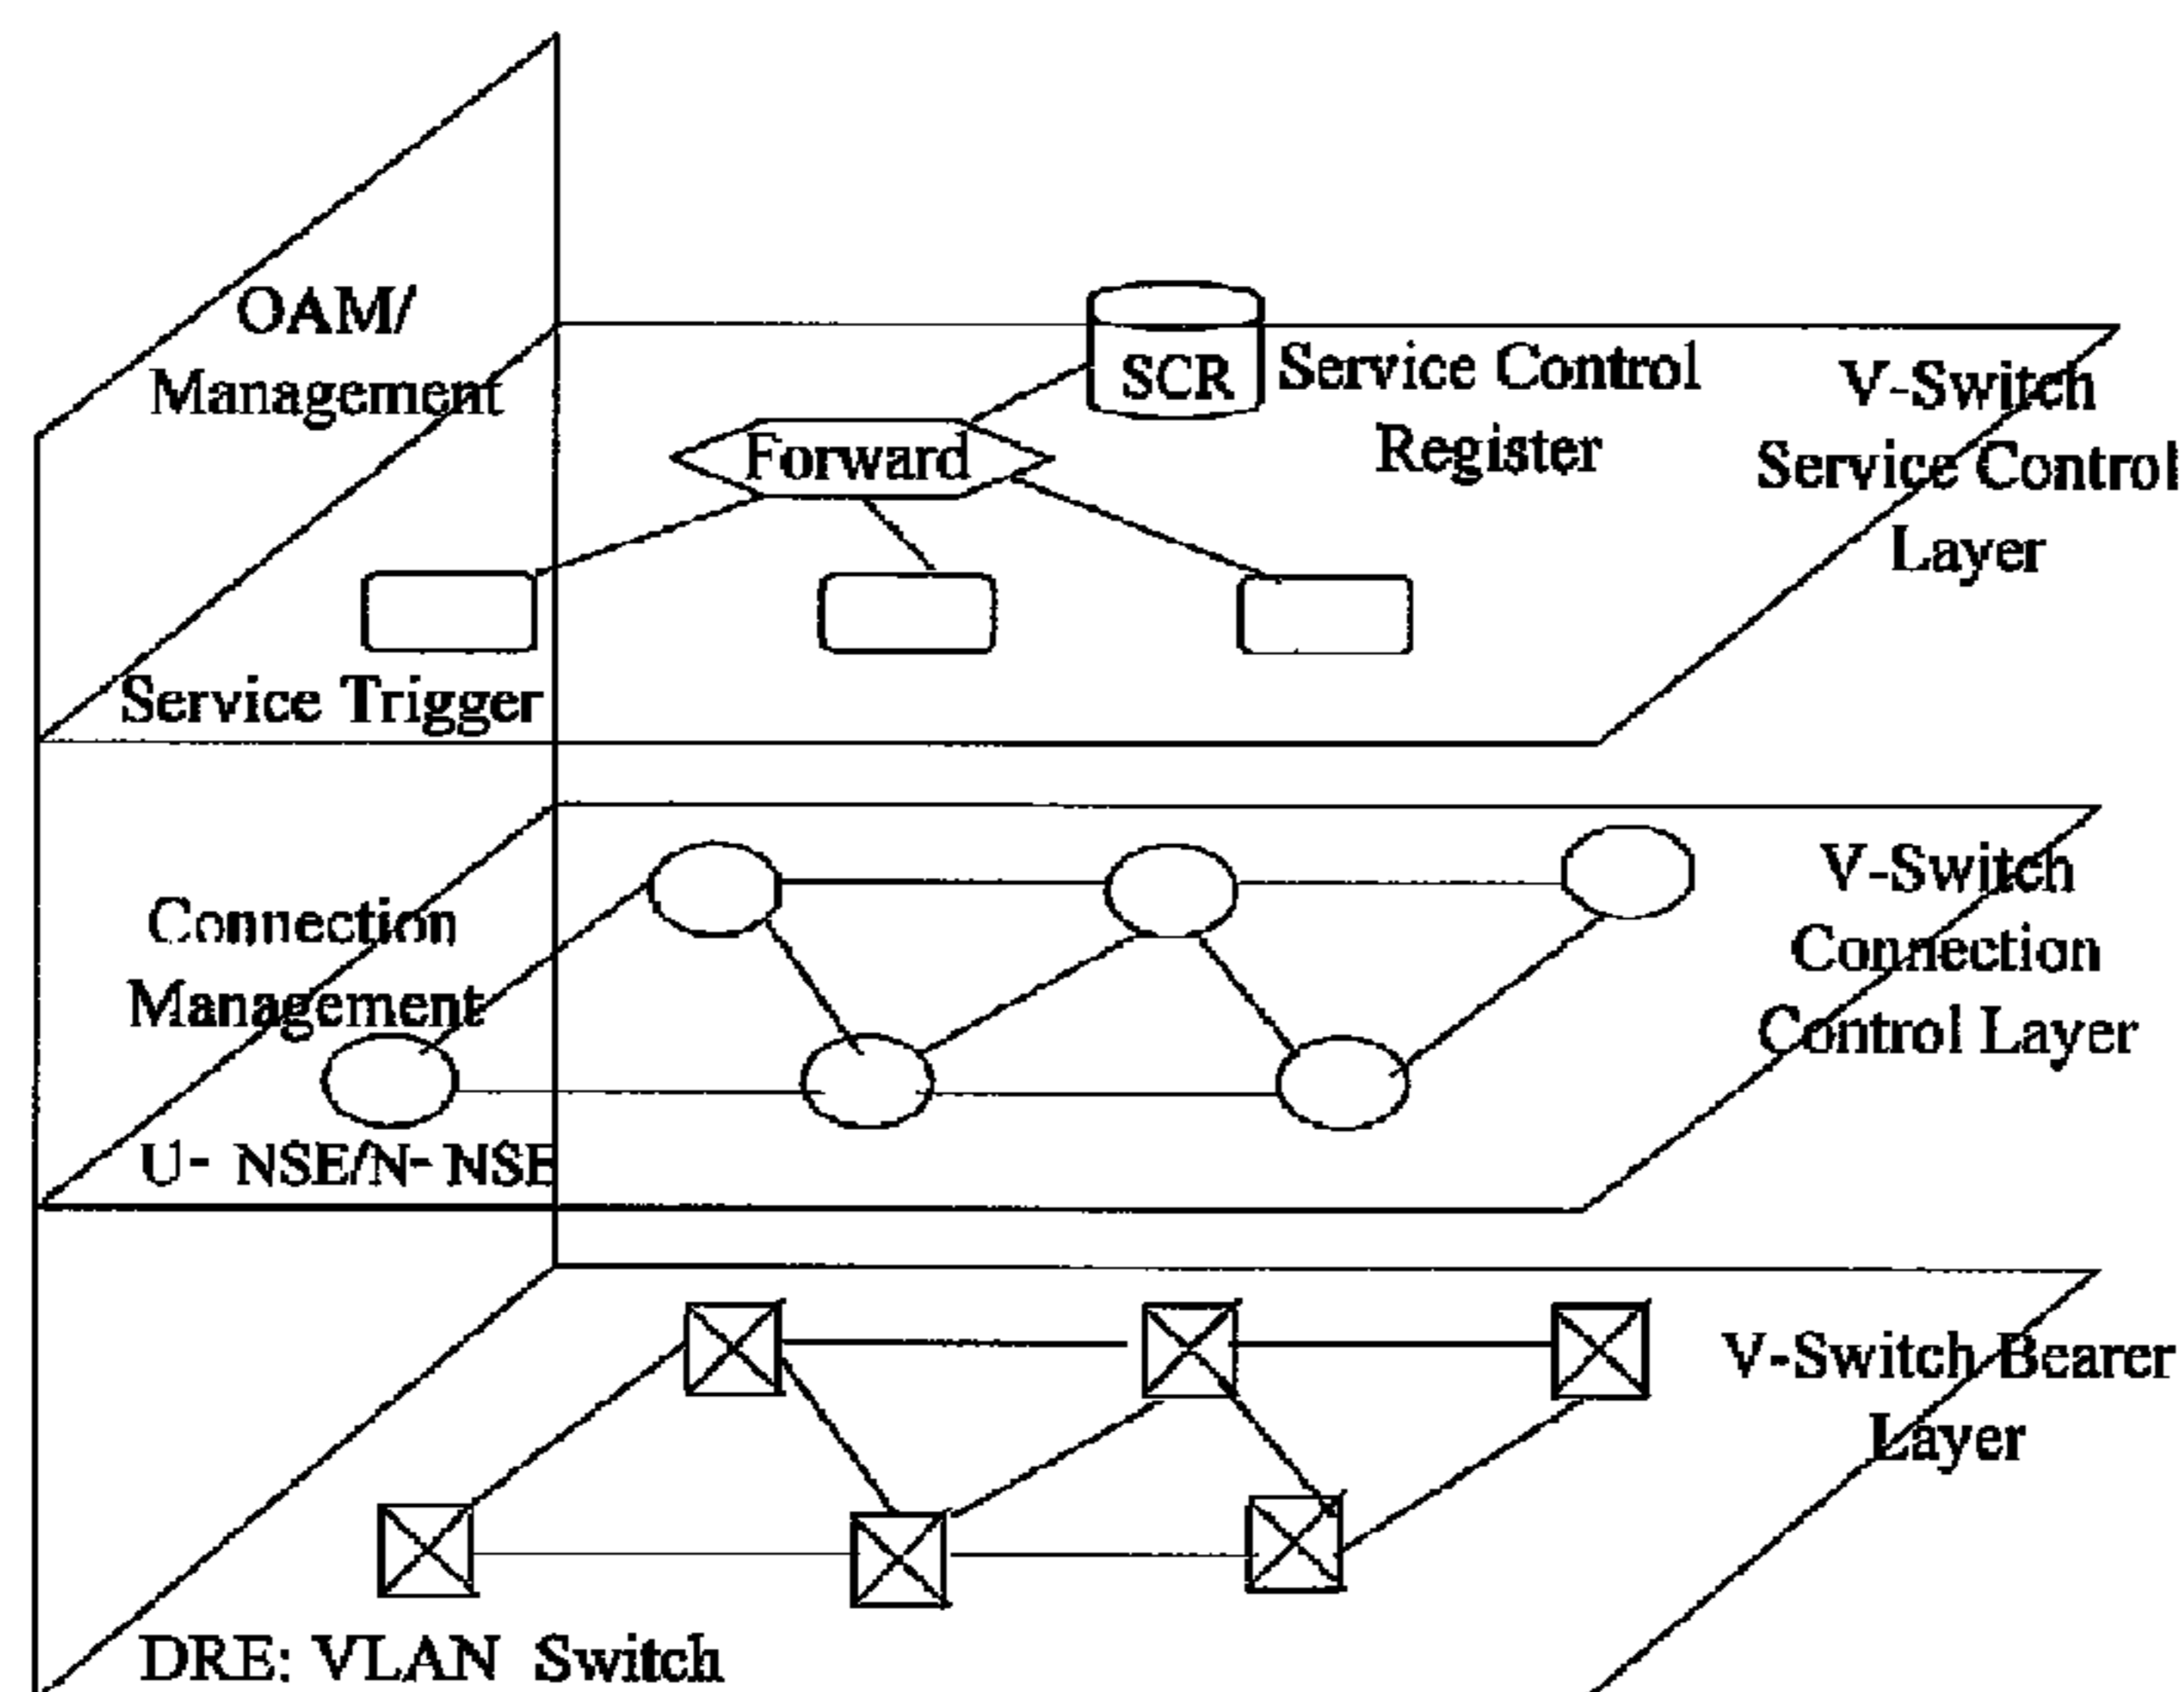 OAM/
Management
SCR
Service Control
Register
V-Switch
Service Control
Layer
Forward
Service Trigger
Connection
Management
V-Switch
Connection
Control Layer
U- NSE/N- NSE
V-Switch Bearer
Layer
DRE: VLAN Switch